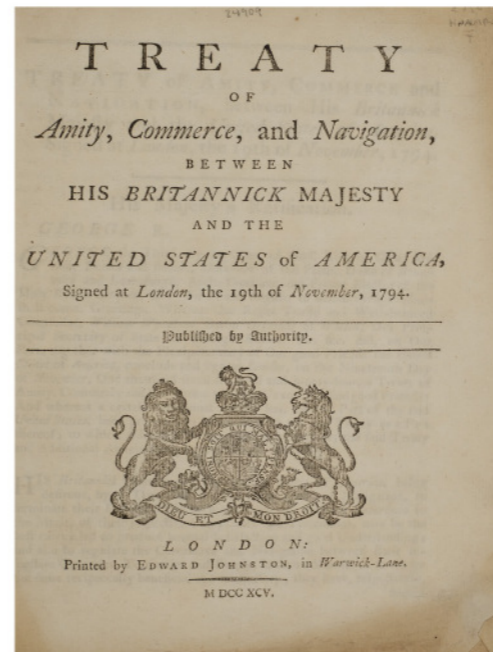 24909
TREATY
OF
Amity, Commerce, and Navigation,
BETWEEN
HIS BRITANNICK MAJESTY
AND THE
UNITED STATES of AMERICA,
Signed at London, the 19th of November, 1794.
Published by Authority.
DIEU ET MON DROIT
LONDON:
Printed by EDWARD JOHNSTON, in Warwick-Lane.
M DCC XCV.